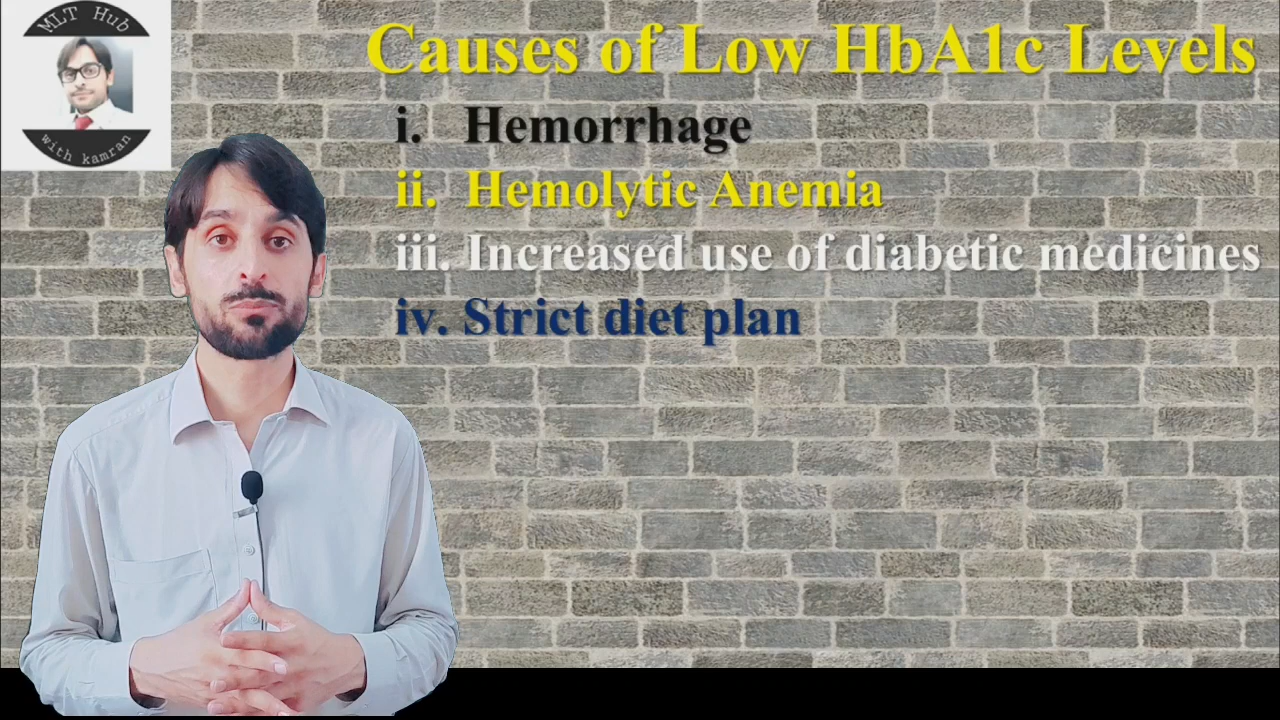 MLT Hub
with kamran
Causes of Low HbA1c Levels
i. Hemorrhage
ii. Hemolytic Anemia
iii. Increased use of diabetic medicines
iv. Strict diet plan